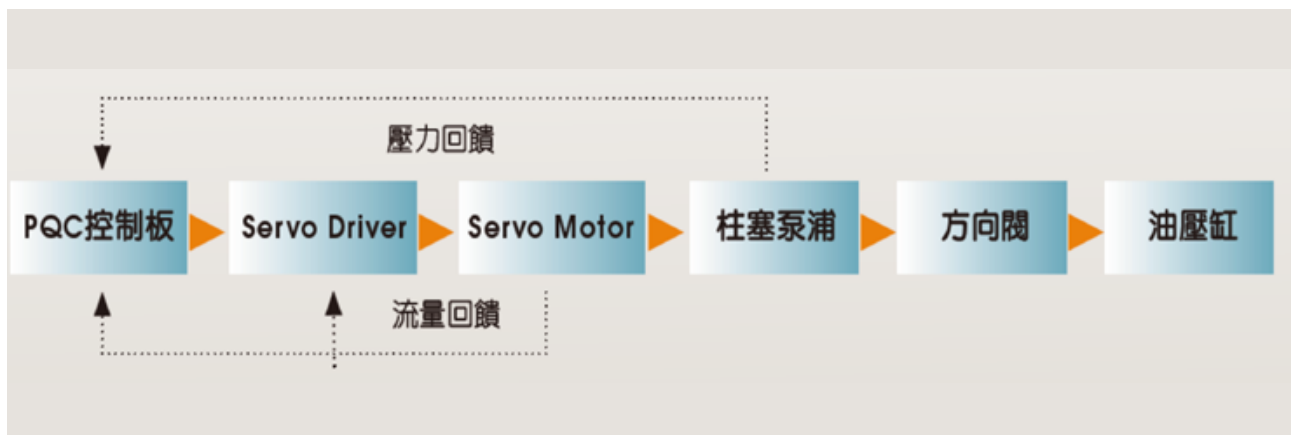 壓力回饋
PQC控制板
Servo Driver
Servo Motor
柱塞泵浦
方向閥
油壓缸
流量回饋